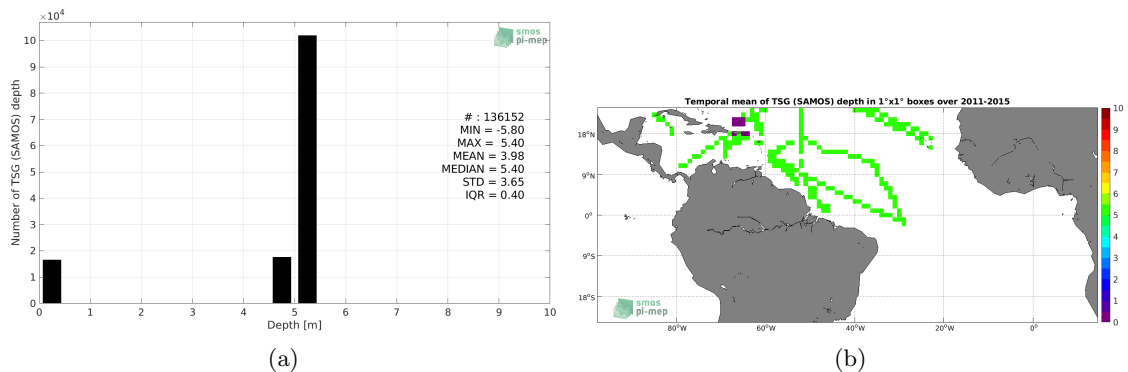 ×10⁴
10
9
8
7
6
5
4
3
2
1
0
Number of TSG (SAMOS) depth
smos
pi-mep
# : 136152
MIN = -5.80
MAX = 5.40
MEAN = 3.98
MEDIAN = 5.40
STD = 3.65
IQR = 0.40
0 1 2 3 4 5 6 7 8 9 10
Depth [m]
(a)
Temporal mean of TSG (SAMOS) depth in 1°x1° boxes over 2011-2015
18°N
9°N
0°
9°S
18°S
80°W 60°W 40°W 20°W 0°
smos
pi-mep
10
9
8
7
6
5
4
3
2
1
0
(b)